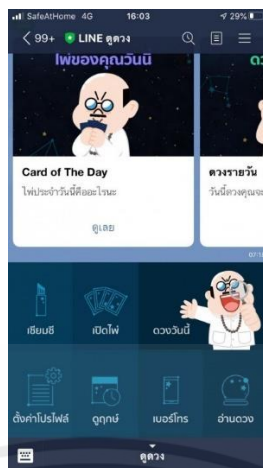 SafeAtHome 4G 16:03 29%
99+ LINE ดูดวง
ไพ่ของคุณวันนี้
Card of The Day
ไพ่ประจำวันนี้คืออะไรนะ
ดูเลย
ดวงรายวัน
วันนี้ดวงคุณจะ
เซียมซี เปิดไพ่ ดวงวันนี้
ตั้งค่าโปรไฟล์ ดูฤกษ์ เบอร์โทร อ่านดวง
ดูดวง